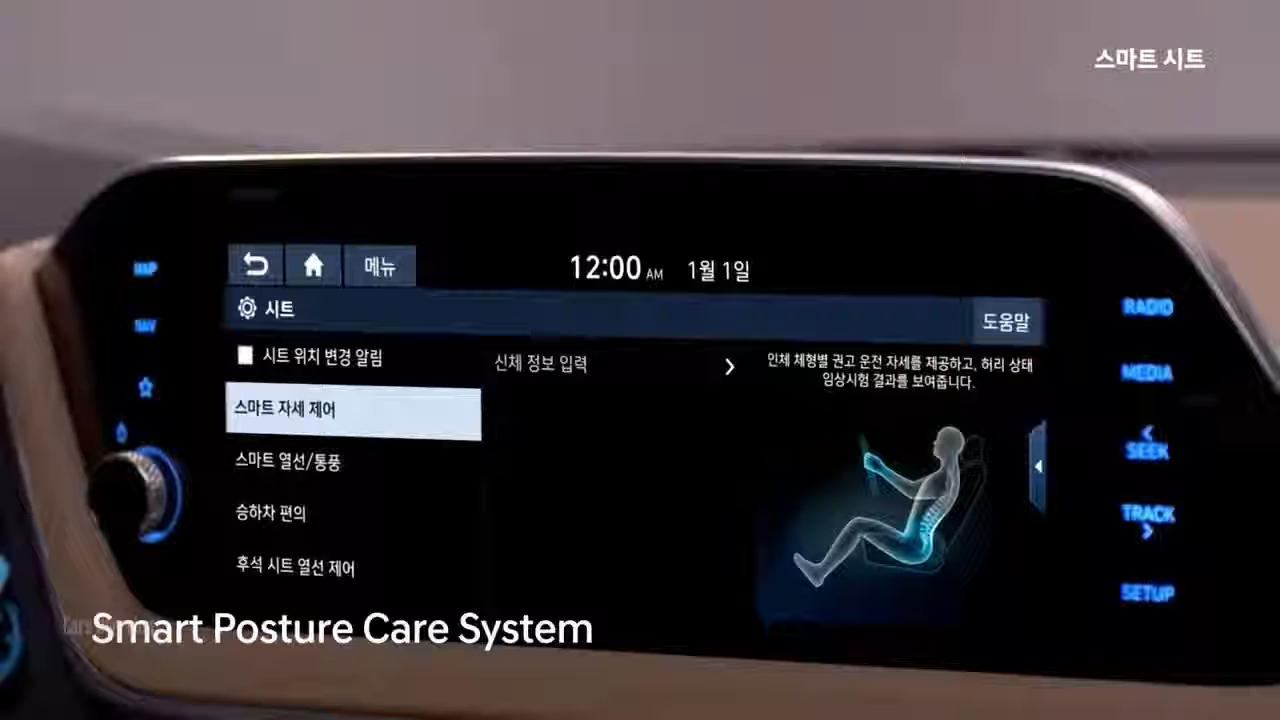 스마트 시트
메뉴
12:00 AM 1월 1일
시트
도움말
시트 위치 변경 알림
스마트 자세 제어
스마트 열선/통풍
승하차 편의
후석 시트 열선 제어
신체 정보 입력
인체 체형별 권고 운전 자세를 제공하고, 허리 상태
임상시험 결과를 보여줍니다.
MAP
NAV
RADIO
MEDIA
SEEK
TRACK
SETUP
Smart Posture Care System